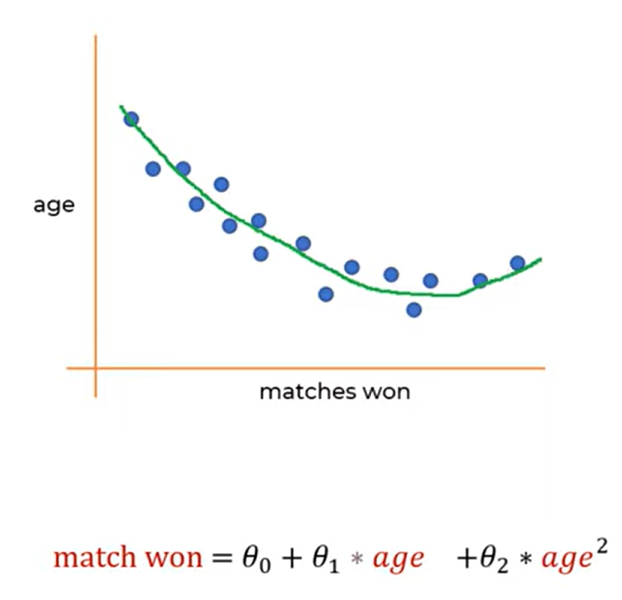 age
matches won
match won = θ₀ + θ₁ * age +θ₂ * age²